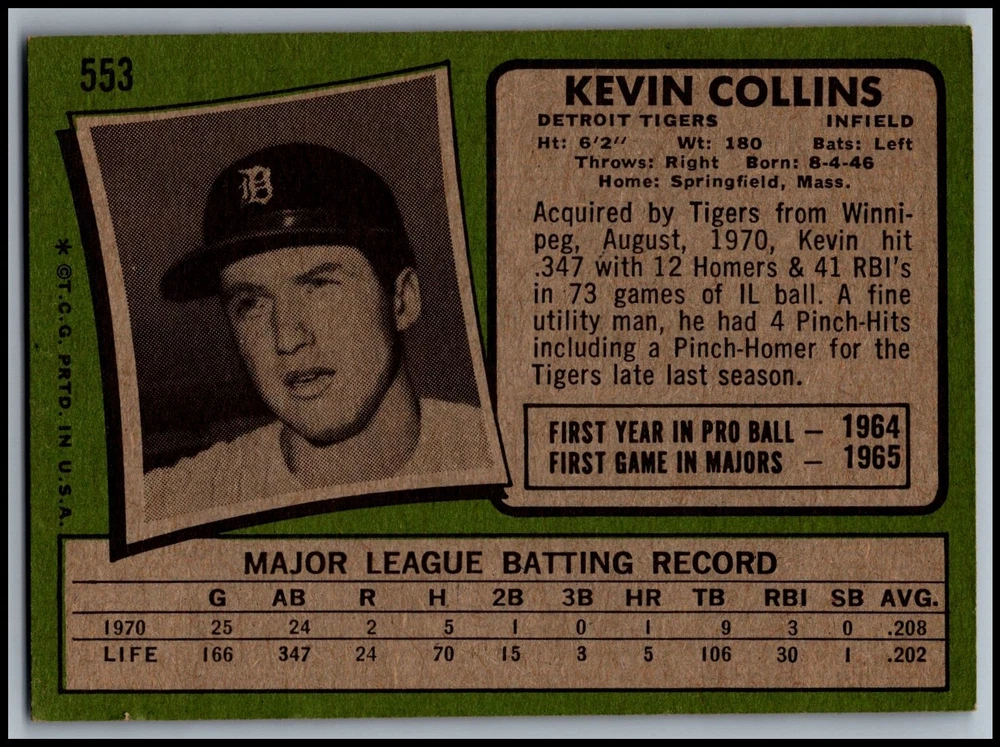 553
KEVIN COLLINS
DETROIT TIGERS INFIELD
Ht: 6'2" Wt: 180 Bats: Left
Throws: Right Born: 8-4-46
Home: Springfield, Mass.
Acquired by Tigers from Winni-
peg, August, 1970, Kevin hit
.347 with 12 Homers & 41 RBI's
in 73 games of IL ball. A fine
utility man, he had 4 Pinch-Hits
including a Pinch-Homer for the
Tigers late last season.
FIRST YEAR IN PRO BALL — 1964
FIRST GAME IN MAJORS — 1965
* ©T.C.G. PRTD. IN U.S.A.
MAJOR LEAGUE BATTING RECORD
G AB R H 2B 3B HR TB RBI SB AVG.
1970 25 24 2 5 1 0 1 9 3 0 .208
LIFE 166 347 24 70 15 3 5 106 30 1 .202